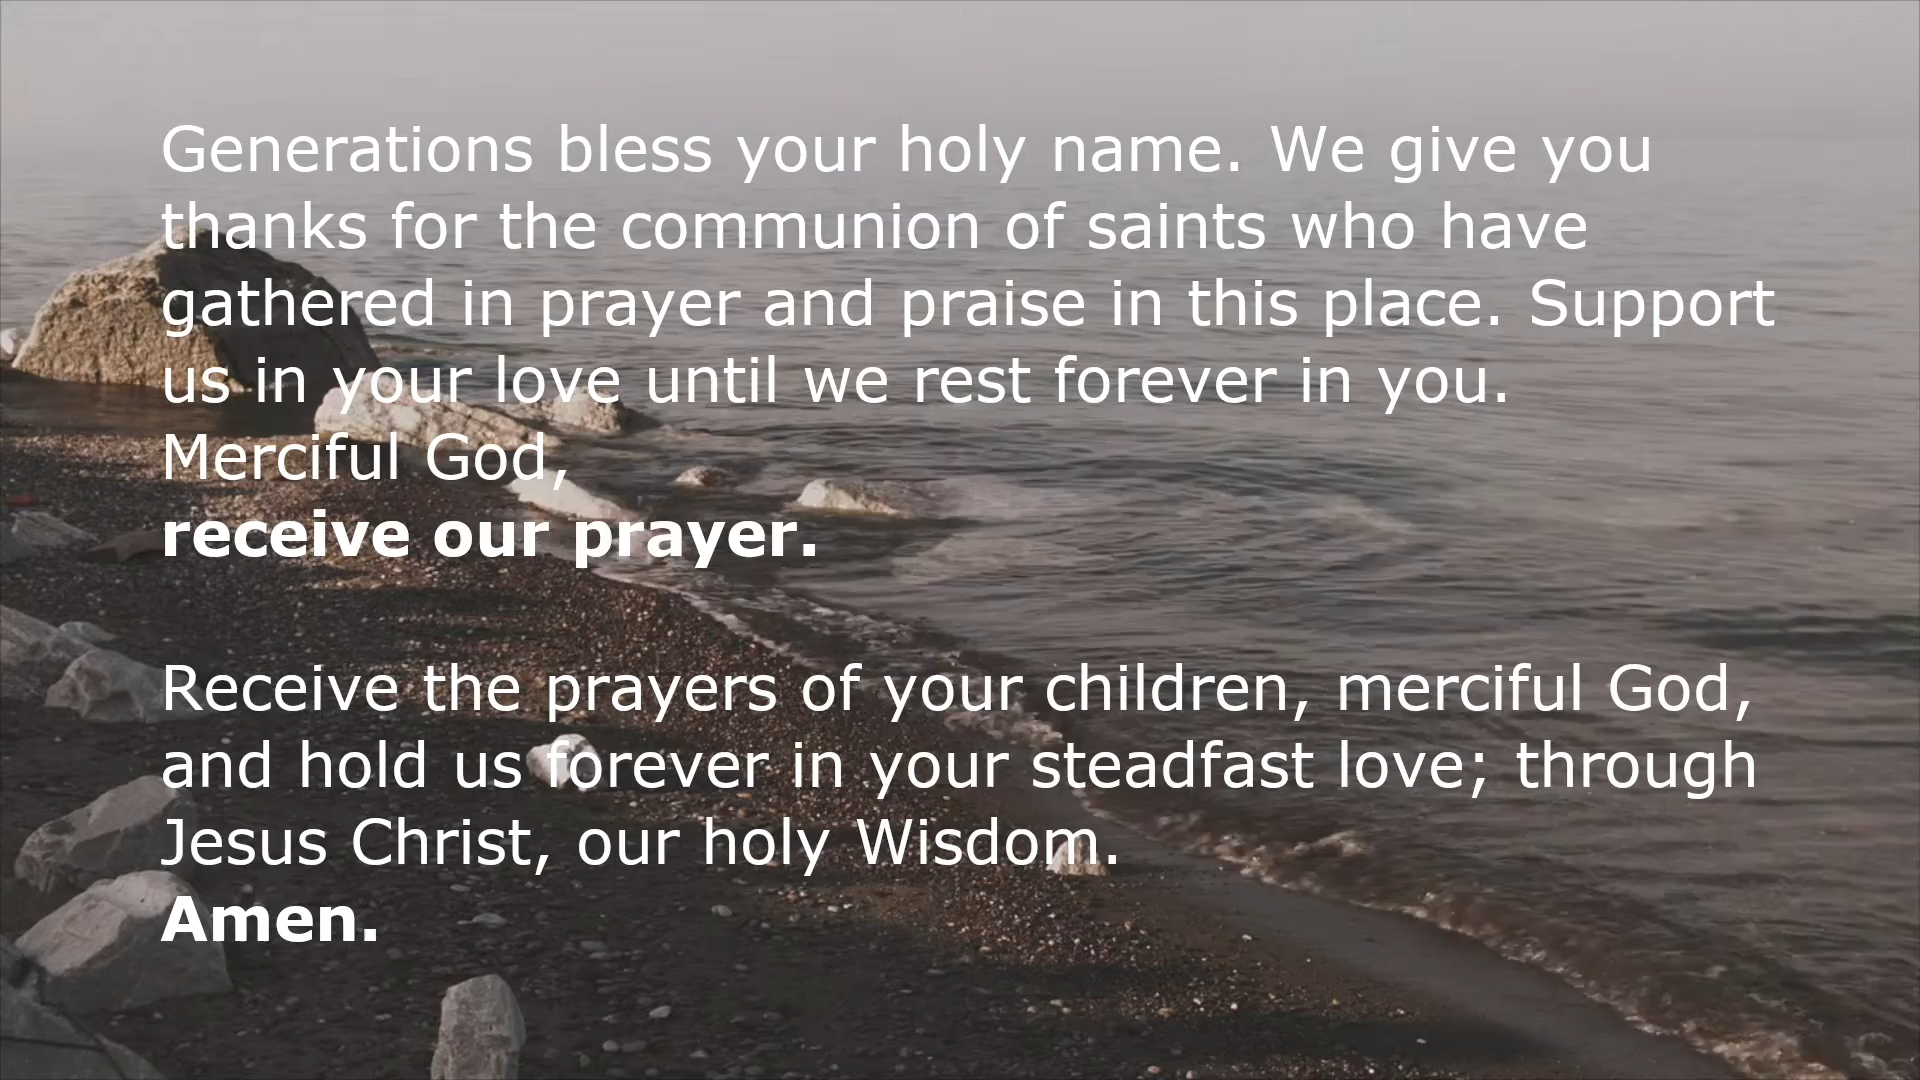 Generations bless your holy name. We give you
thanks for the communion of saints who have
gathered in prayer and praise in this place. Support
us in your love until we rest forever in you.
Merciful God,
receive our prayer.
Receive the prayers of your children, merciful God,
and hold us forever in your steadfast love; through
Jesus Christ, our holy Wisdom.
Amen.